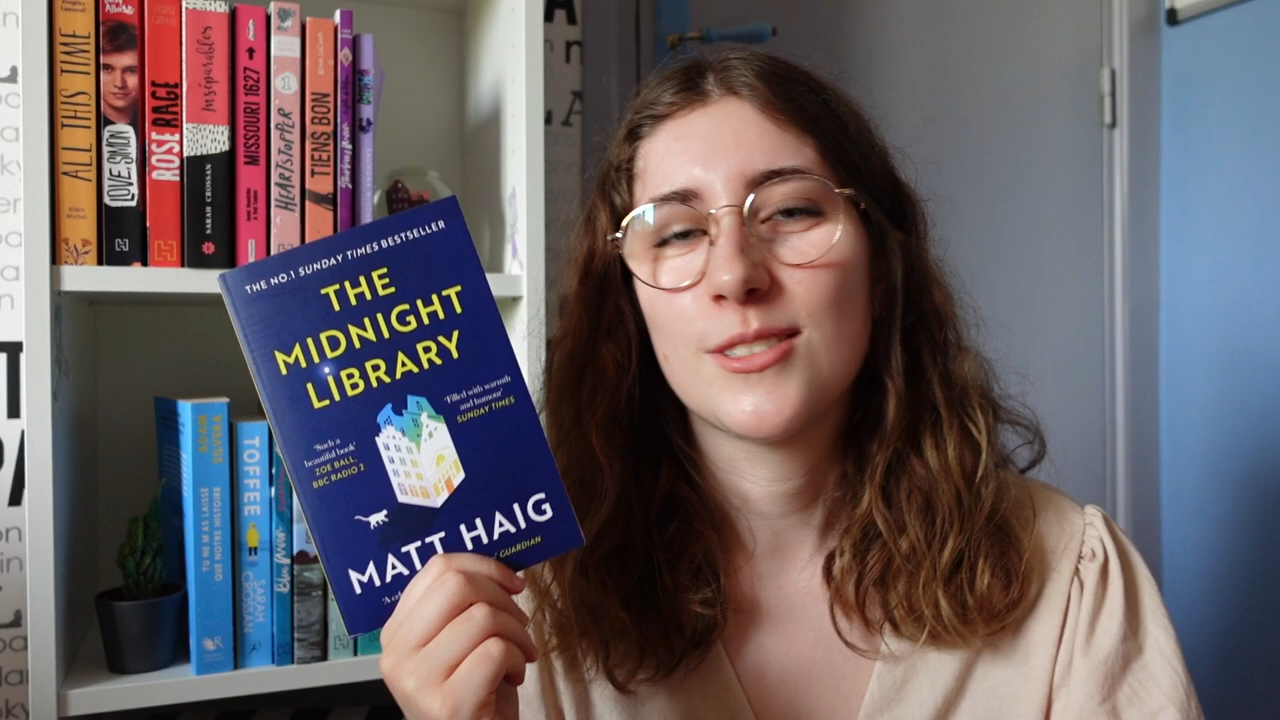 ALL THIS TIME
LOVE, SIMON
ROSE RAGE
Inséparables
SARAH CROSSAN
MISSOURI 1627
HEARTSTOPPER
TIENS BON
THE NO.1 SUNDAY TIMES BESTSELLER
THE
MIDNIGHT
LIBRARY
'Filled with warmth
and humour'
SUNDAY TIMES
'Such a
beautiful book'
ZOE BALL,
BBC RADIO 2
MATT HAIG
GUARDIAN
ADAM
SILVERA
TU NE M'AS LAISSÉ
QUE NOTRE HISTOIRE
TOFFEE
SARAH
CROSSAN